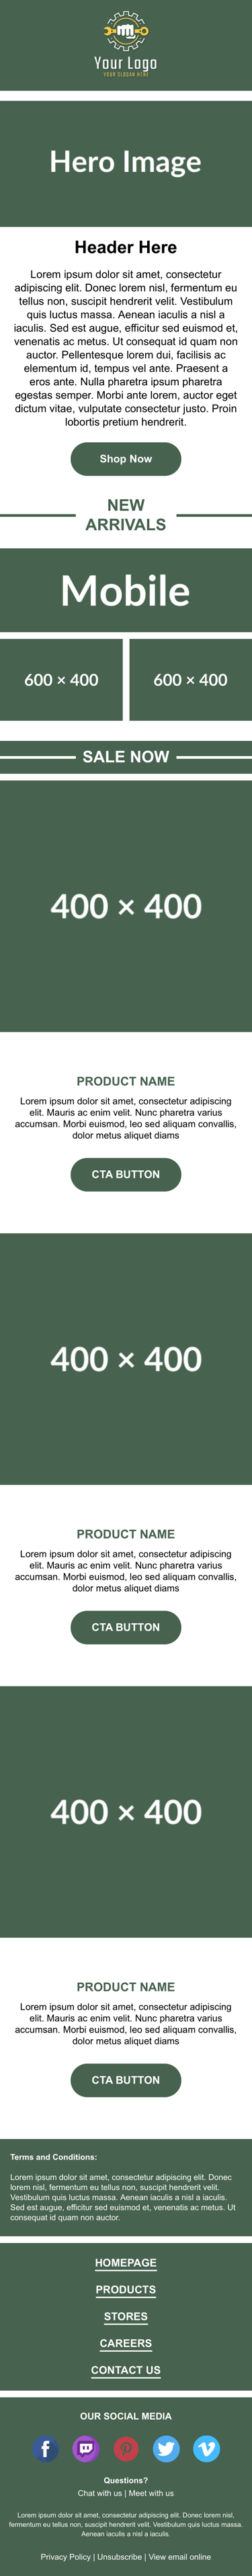 Your Logo
YOUR SLOGAN HERE
Hero Image
Header Here
Lorem ipsum dolor sit amet, consectetur
adipiscing elit. Donec lorem nisl, fermentum eu
tellus non, suscipit hendrerit velit. Vestibulum
quis luctus massa. Aenean iaculis a nisl a
iaculis. Sed est augue, efficitur sed euismod et,
venenatis ac metus. Ut consequat id quam non
auctor. Pellentesque lorem dui, facilisis ac
elementum id, tempus vel ante. Praesent a
eros ante. Nulla pharetra ipsum pharetra
egestas semper. Morbi ante lorem, auctor eget
dictum vitae, vulputate consectetur justo. Proin
lobortis pretium hendrerit.
Shop Now
NEW
ARRIVALS
Mobile
600 × 400
600 × 400
SALE NOW
400 × 400
PRODUCT NAME
Lorem ipsum dolor sit amet, consectetur adipiscing
elit. Mauris ac enim velit. Nunc pharetra varius
accumsan. Morbi euismod, leo sed aliquam convallis,
dolor metus aliquet diams
CTA BUTTON
400 × 400
PRODUCT NAME
Lorem ipsum dolor sit amet, consectetur adipiscing
elit. Mauris ac enim velit. Nunc pharetra varius
accumsan. Morbi euismod, leo sed aliquam convallis,
dolor metus aliquet diams
CTA BUTTON
400 × 400
PRODUCT NAME
Lorem ipsum dolor sit amet, consectetur adipiscing
elit. Mauris ac enim velit. Nunc pharetra varius
accumsan. Morbi euismod, leo sed aliquam convallis,
dolor metus aliquet diams
CTA BUTTON
Terms and Conditions:
Lorem ipsum dolor sit amet, consectetur adipiscing elit. Donec
lorem nisl, fermentum eu tellus non, suscipit hendrerit velit.
Vestibulum quis luctus massa. Aenean iaculis a nisl a iaculis.
Sed est augue, efficitur sed euismod et, venenatis ac metus. Ut
consequat id quam non auctor.
HOMEPAGE
PRODUCTS
STORES
CAREERS
CONTACT US
OUR SOCIAL MEDIA
Questions?
Chat with us | Meet with us
Lorem ipsum dolor sit amet, consectetur adipiscing elit. Donec lorem nisl,
fermentum eu tellus non, suscipit hendrerit velit. Vestibulum quis luctus massa.
Aenean iaculis a nisl a iaculis.
Privacy Policy | Unsubscribe | View email online